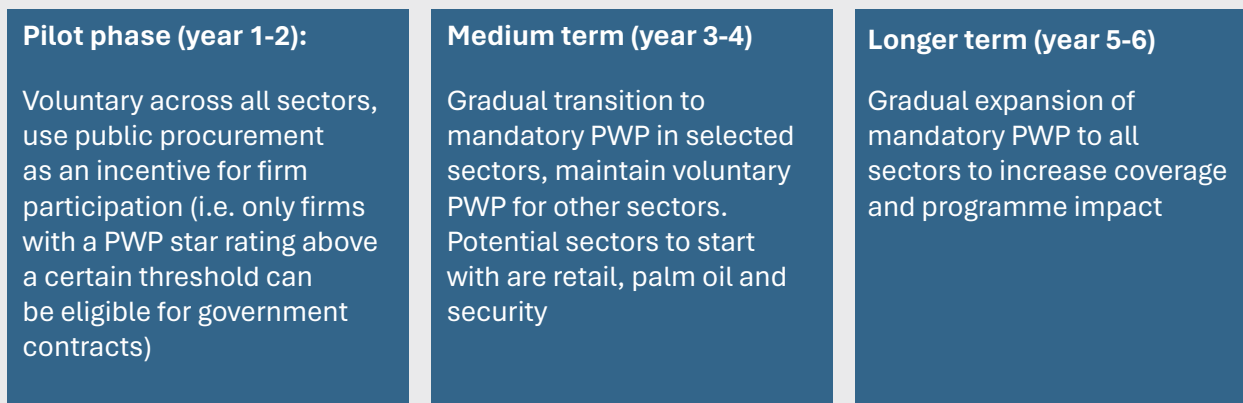 Pilot phase (year 1-2):
Voluntary across all sectors,
use public procurement
as an incentive for firm
participation (i.e. only firms
with a PWP star rating above
a certain threshold can
be eligible for government
contracts)
Medium term (year 3-4)
Gradual transition to
mandatory PWP in selected
sectors, maintain voluntary
PWP for other sectors.
Potential sectors to start
with are retail, palm oil and
security
Longer term (year 5-6)
Gradual expansion of
mandatory PWP to all
sectors to increase coverage
and programme impact